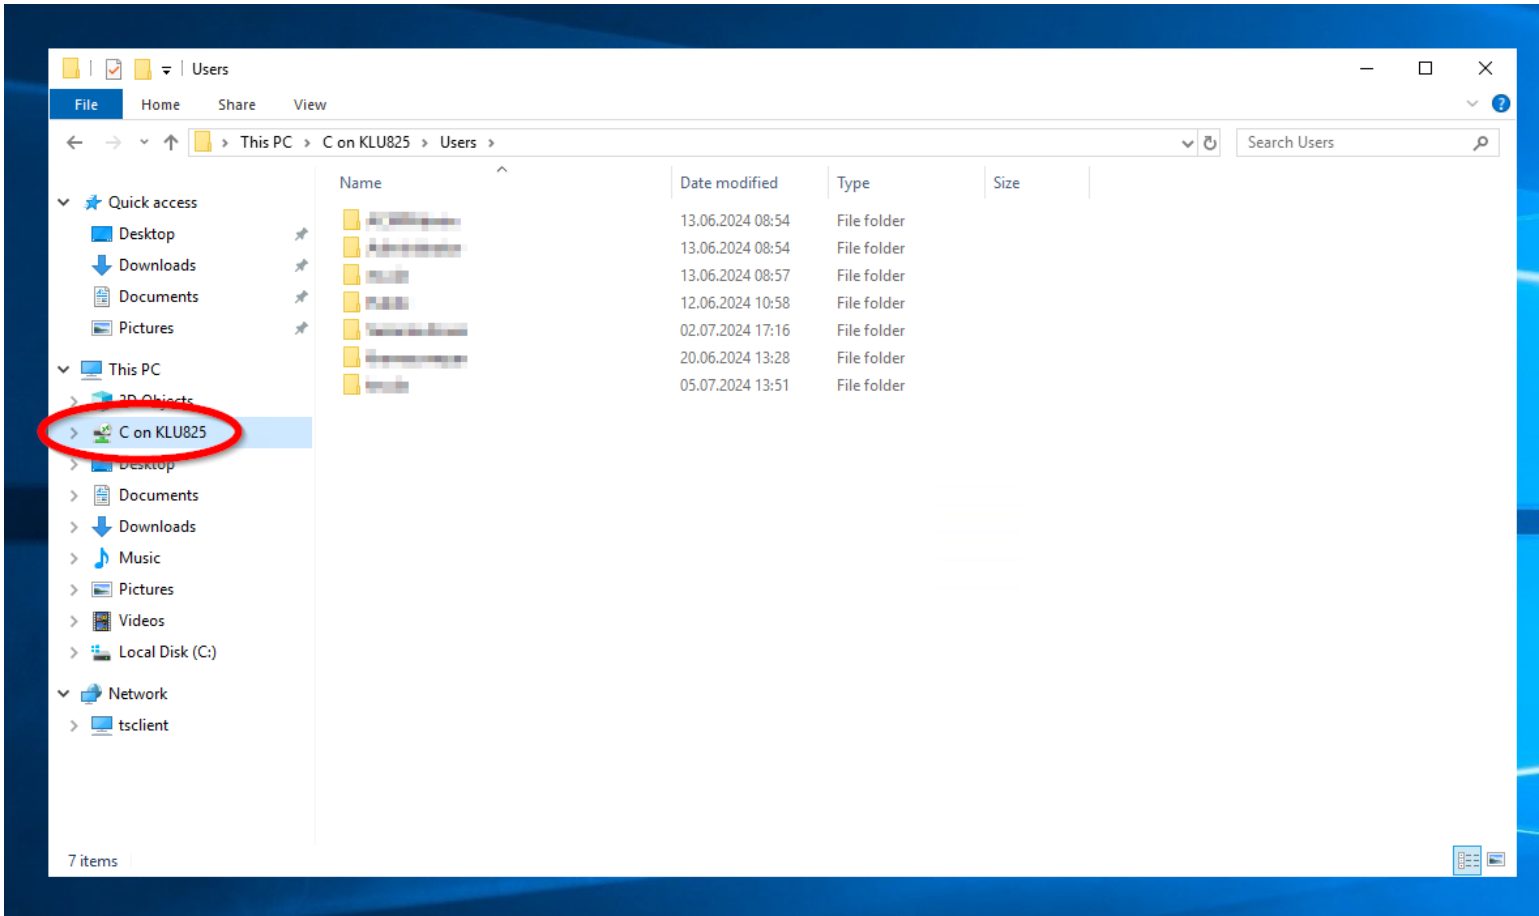 Users
File Home Share View
This PC > C on KLU825 > Users >
Search Users
Quick access
Desktop
Downloads
Documents
Pictures
This PC
3D Objects
C on KLU825
Desktop
Documents
Downloads
Music
Pictures
Videos
Local Disk (C:)
Network
tsclient
Name Date modified Type Size
13.06.2024 08:54 File folder
13.06.2024 08:54 File folder
13.06.2024 08:57 File folder
12.06.2024 10:58 File folder
02.07.2024 17:16 File folder
20.06.2024 13:28 File folder
05.07.2024 13:51 File folder
7 items